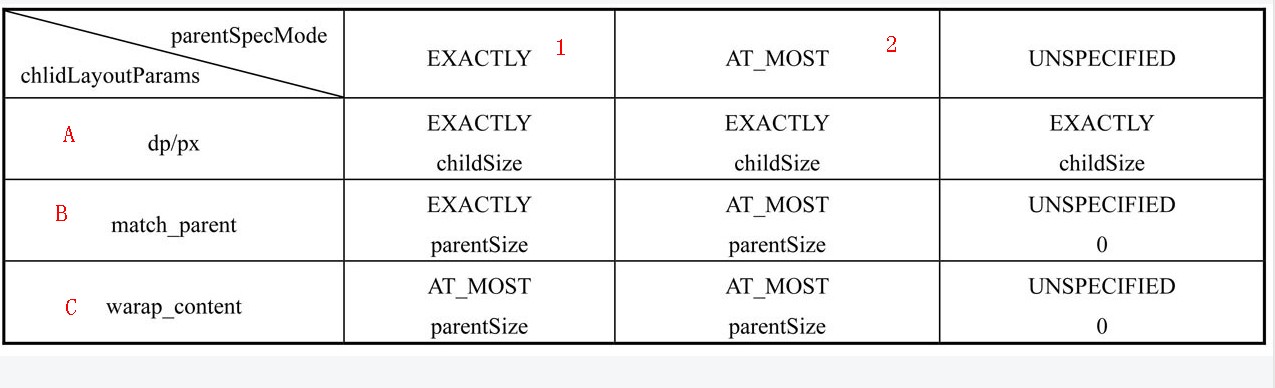 parentSpecMode
chlidLayoutParams
EXACTLY 1
AT_MOST 2
UNSPECIFIED
A dp/px
EXACTLY
childSize
EXACTLY
childSize
EXACTLY
childSize
B match_parent
EXACTLY
parentSize
AT_MOST
parentSize
UNSPECIFIED
0
C warap_content
AT_MOST
parentSize
AT_MOST
parentSize
UNSPECIFIED
0